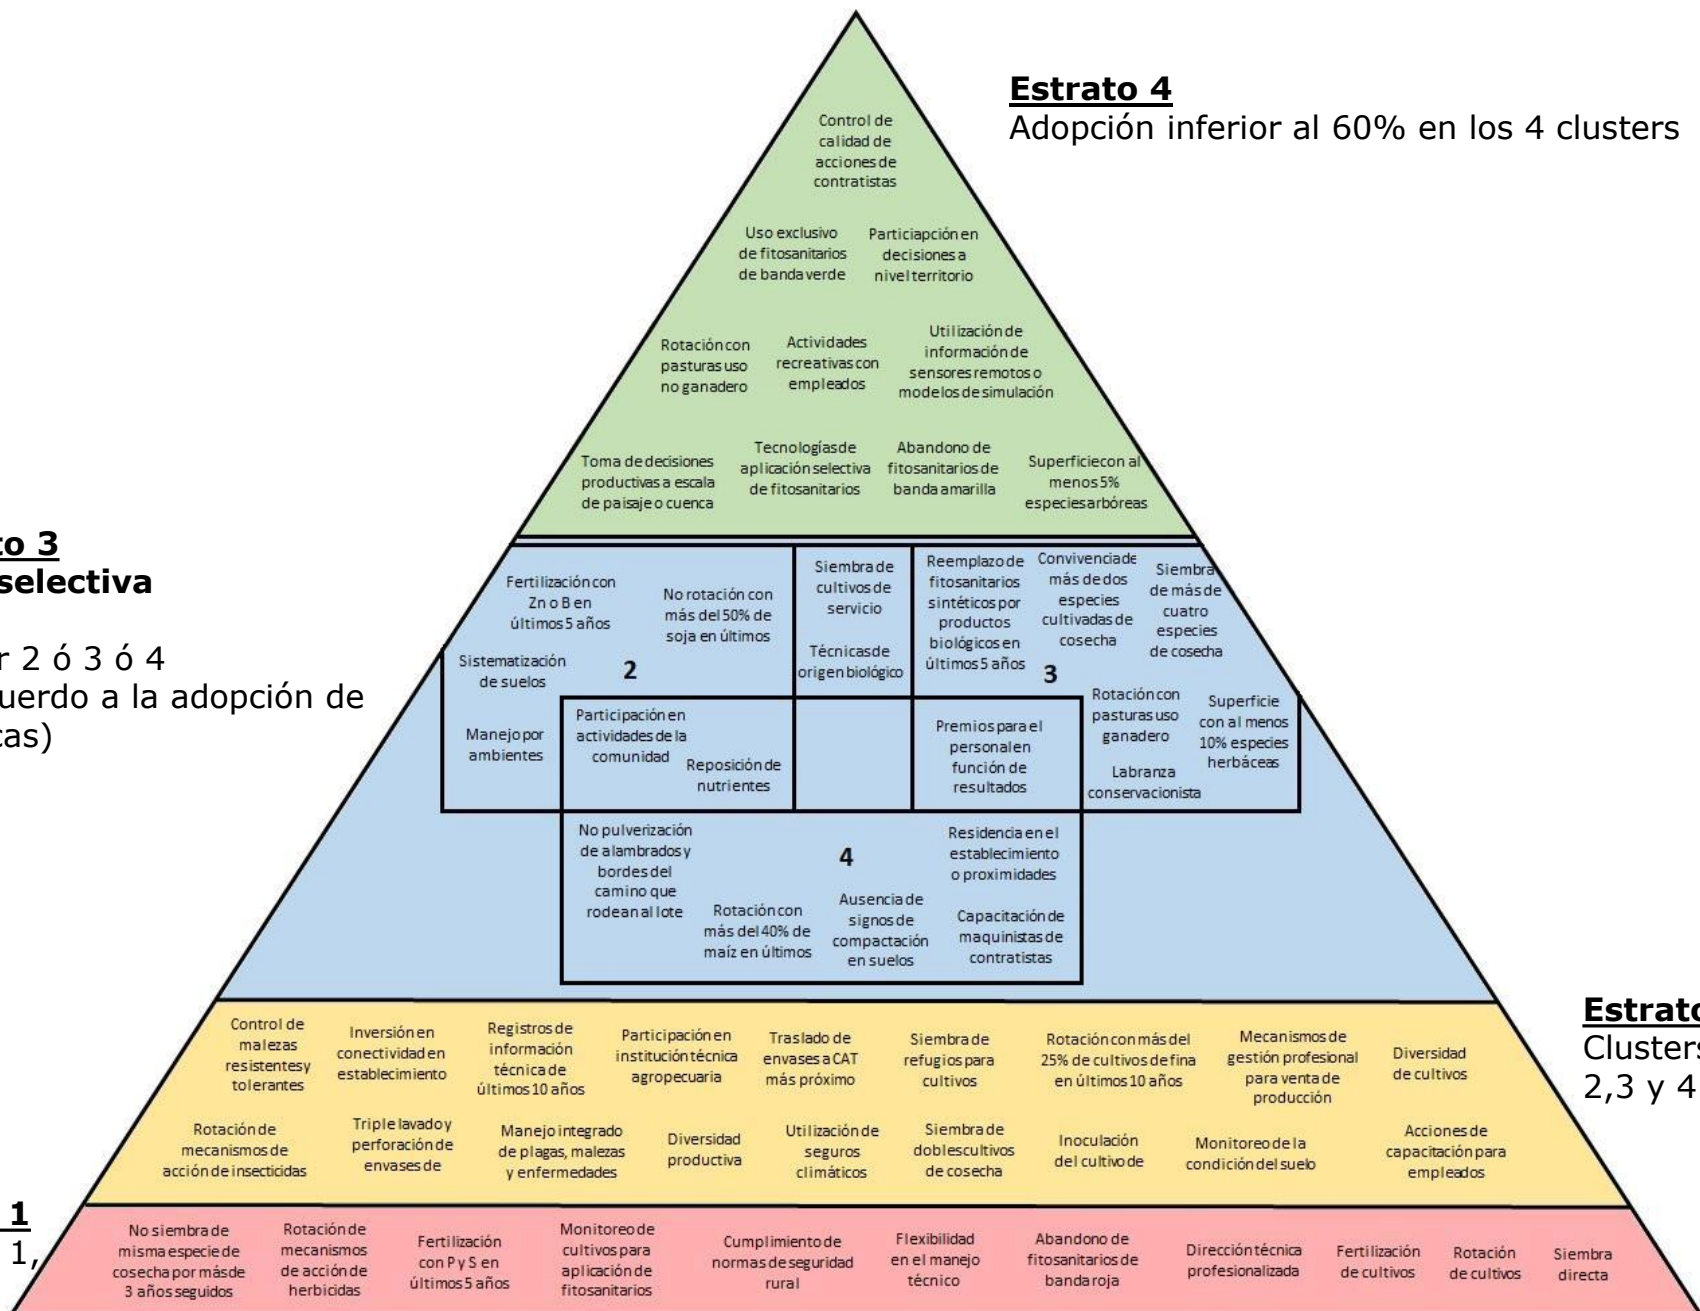 Estrato 4
Adopción inferior al 60% en los 4 clusters
Control de
calidad de
acciones de
contratistas
Uso exclusivo
de fitosanitarios
de banda verde
Particiapción en
decisiones a
nivel territorio
Rotación con
pasturas uso
no ganadero
Actividades
recreativas con
empleados
Utilización de
información de
sensores remotos o
modelos de simulación
Toma de decisiones
productivas a escala
de paisaje o cuenca
Tecnologías de
aplicación selectiva
de fitosanitarios
Abandono de
fitosanitarios de
banda amarilla
Superficie con al
menos 5%
especies arbóreas
to 3
selectiva
r 2 ó 3 ó 4
uerdo a la adopción de
cas)
Fertilización con
Zn o B en
últimos 5 años
No rotación con
más del 50% de
soja en últimos
Sistematización
de suelos
2
Manejo por
ambientes
Siembra de
cultivos de
servicio
Técnicas de
origen biológico
Reemplazo de
fitosanitarios
sintéticos por
productos
biológicos en
últimos 5 años
Convivencia de
más de dos
especies
cultivadas de
cosecha
Siembra
de más de
cuatro
especies
de cosecha
3
Rotación con
pasturas uso
ganadero
Superficie
con al menos
10% especies
herbáceas
Labranza
conservacionista
Participación en
actividades de la
comunidad
Reposición de
nutrientes
Premios para el
personal en
función de
resultados
No pulverización
de alambrados y
bordes del
camino que
rodean al lote
4
Residencia en el
establecimiento
o proximidades
Rotación con
más del 40% de
maíz en últimos
Ausencia de
signos de
compactación
en suelos
Capacitación de
maquinistas de
contratistas
Estrato
Clusters
2,3 y 4
Control de
malezas
resistentes y
tolerantes
Inversión en
conectividad en
establecimiento
Registros de
información
técnica de
últimos 10 años
Participación en
institución técnica
agropecuaria
Traslado de
envases a CAT
más próximo
Siembra de
refugios para
cultivos
Rotación con más del
25% de cultivos de fina
en últimos 10 años
Mecanismos de
gestión profesional
para venta de
producción
Diversidad
de cultivos
Rotación de
mecanismos de
acción de insecticidas
Triple lavado y
perforación de
envases de
Manejo integrado
de plagas, malezas
y enfermedades
Diversidad
productiva
Utilización de
seguros
climáticos
Siembra de
dobles cultivos
de cosecha
Inoculación
del cultivo de
Monitoreo de la
condición del suelo
Acciones de
capacitación para
empleados
1
1,
No siembra de
misma especie de
cosecha por más de
3 años seguidos
Rotación de
mecanismos
de acción de
herbicidas
Fertilización
con P y S en
últimos 5 años
Monitoreo de
cultivos para
aplicación de
fitosanitarios
Cumplimiento de
normas de seguridad
rural
Flexibilidad
en el manejo
técnico
Abandono de
fitosanitarios de
banda roja
Dirección técnica
profesionalizada
Fertilización
de cultivos
Rotación
de cultivos
Siembra
directa